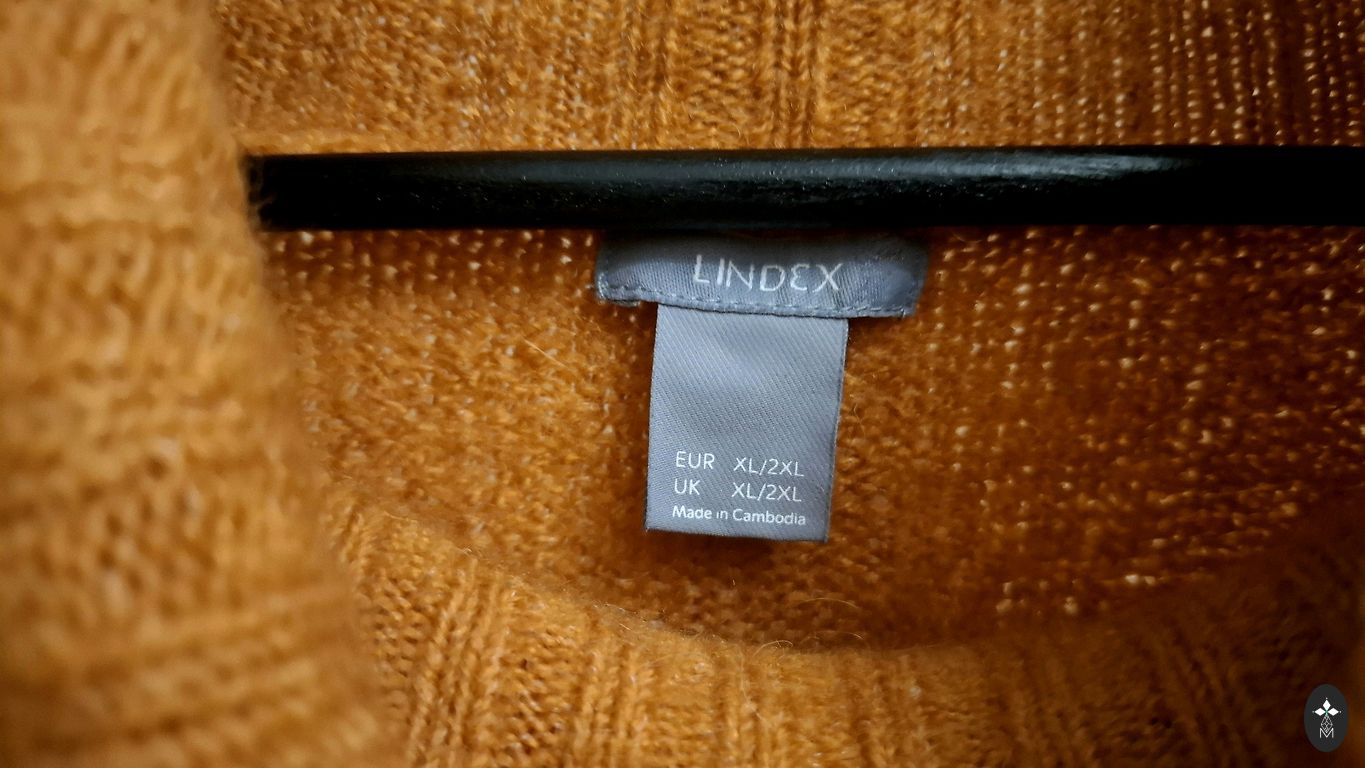 LINDEX
EUR XL/2XL
UK XL/2XL
Made in Cambodia
M